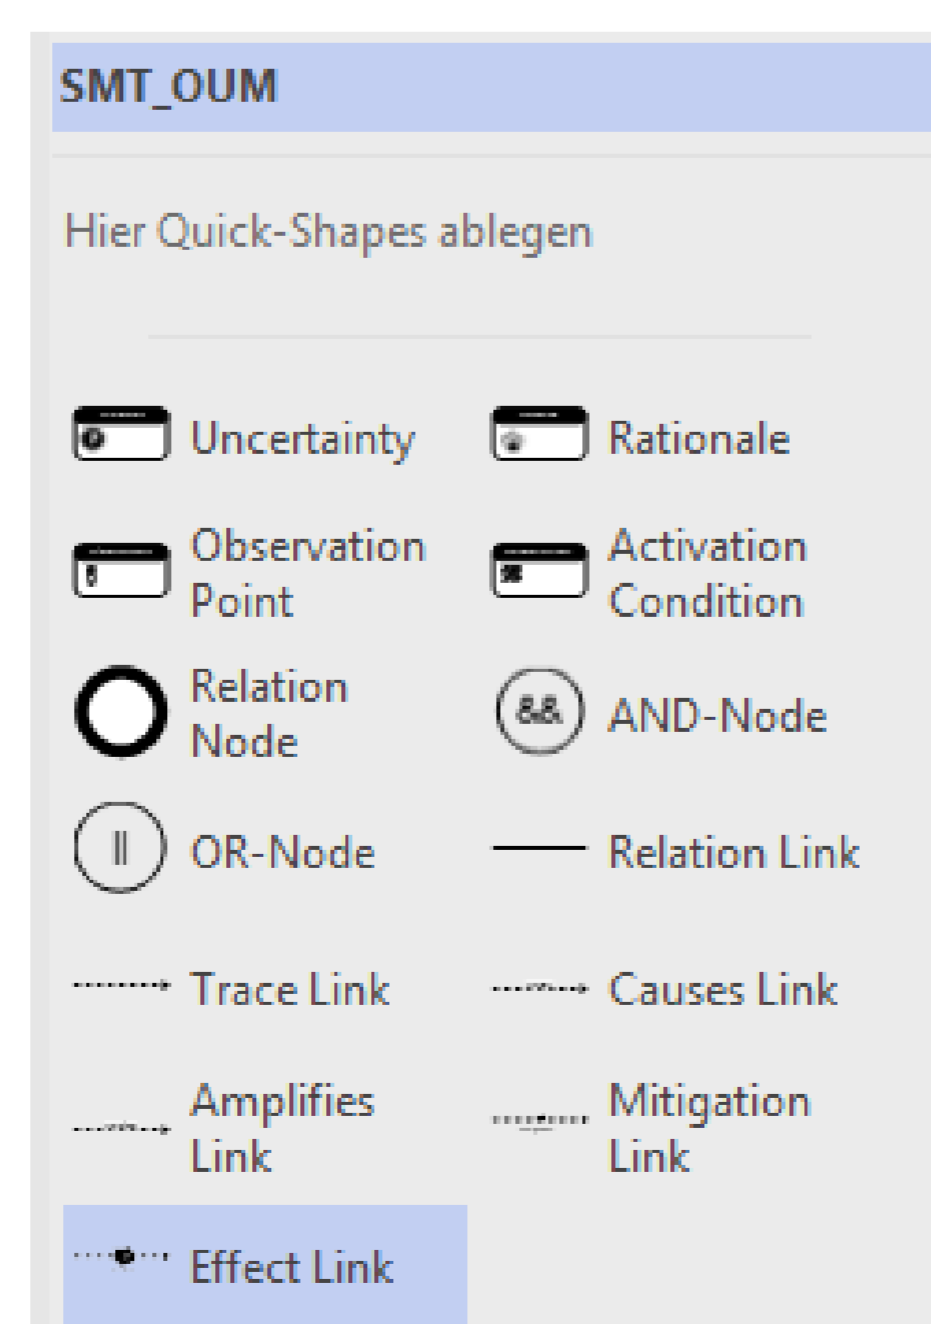 SMT_OUM
Hier Quick-Shapes ablegen
Uncertainty
Rationale
Observation
Point
Activation
Condition
Relation
Node
&& AND-Node
|| OR-Node
Relation Link
Trace Link
Causes Link
Amplifies
Link
Mitigation
Link
Effect Link